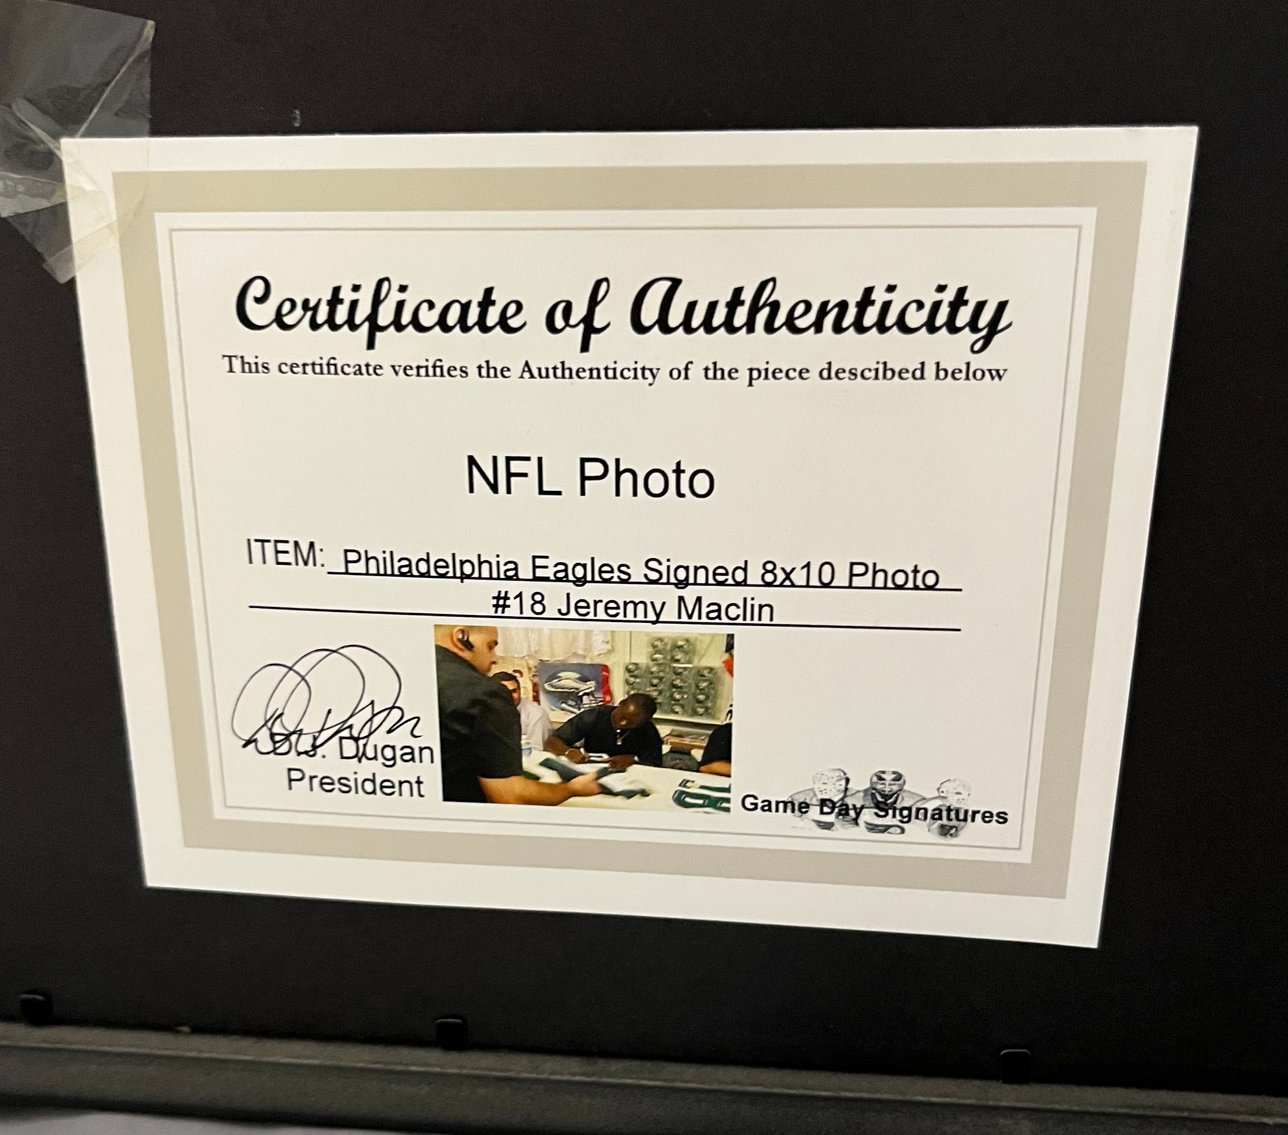 Certificate of Authenticity
This certificate verifies the Authenticity of the piece descibed below
NFL Photo
ITEM: Philadelphia Eagles Signed 8x10 Photo
#18 Jeremy Maclin
Dugan
President
Game Day Signatures
18